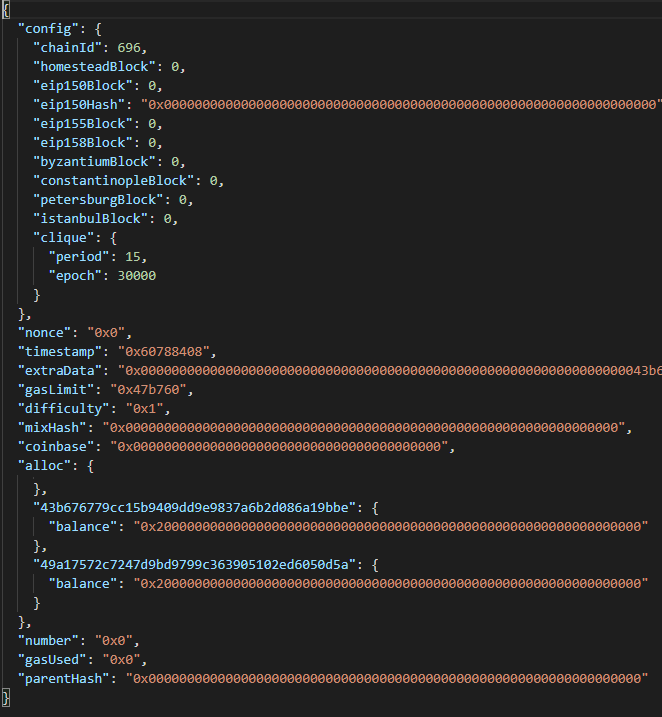 {
"config": {
"chainId": 696,
"homesteadBlock": 0,
"eip150Block": 0,
"eip150Hash": "0x0000000000000000000000000000000000000000000000000000000000000000"
"eip155Block": 0,
"eip158Block": 0,
"byzantiumBlock": 0,
"constantinopleBlock": 0,
"petersburgBlock": 0,
"istanbulBlock": 0,
"clique": {
"period": 15,
"epoch": 30000
}
},
"nonce": "0x0",
"timestamp": "0x60788408",
"extraData": "0x000000000000000000000000000000000000000000000000000000000000000043b6
"gasLimit": "0x47b760",
"difficulty": "0x1",
"mixHash": "0x0000000000000000000000000000000000000000000000000000000000000000",
"coinbase": "0x0000000000000000000000000000000000000000",
"alloc": {
},
"43b676779cc15b9409dd9e9837a6b2d086a19bbe": {
"balance": "0x200000000000000000000000000000000000000000000000000000000000000"
},
"49a17572c7247d9bd9799c363905102ed6050d5a": {
"balance": "0x200000000000000000000000000000000000000000000000000000000000000"
}
},
"number": "0x0",
"gasUsed": "0x0",
"parentHash": "0x0000000000000000000000000000000000000000000000000000000000000000"
}